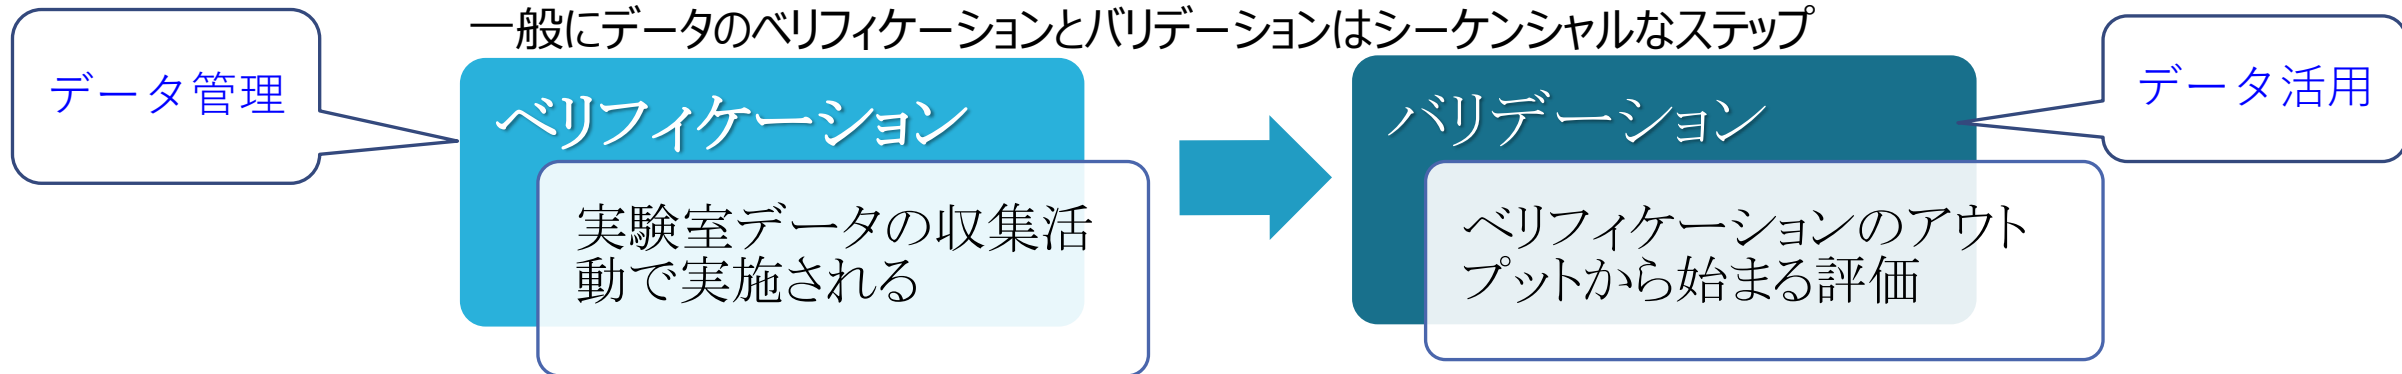 一般にデータのベリフィケーションとバリデーションはシーケンシャルなステップ
データ管理
ベリフィケーション
実験室データの収集活
動で実施される
バリデーション
ベリフィケーションのアウト
プットから始まる評価
データ活用